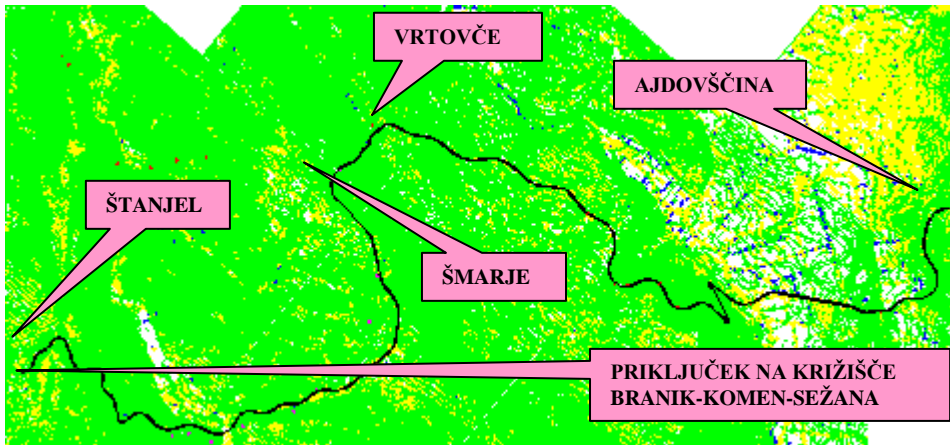 VRTOVČE
AJDOVŠČINA
ŠTANJEL
ŠMARJE
PRIKLJUČEK NA KRIŽIŠČE
BRANIK-KOMEN-SEŽANA